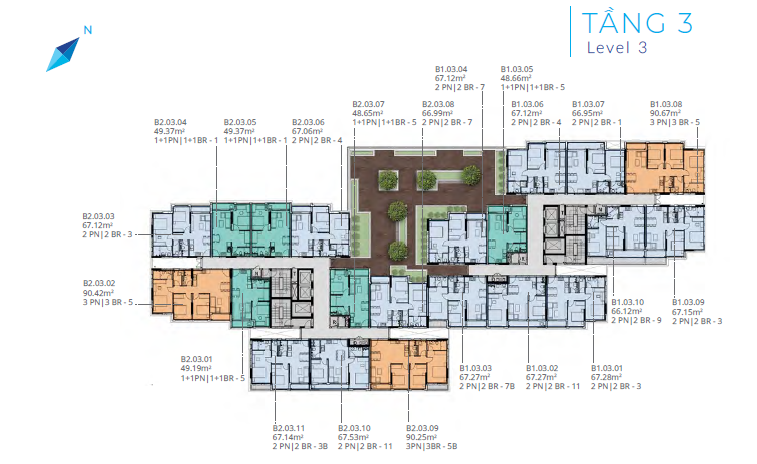 N
TẦNG 3
Level 3
B1.03.04
67.12m²
2 PN|2 BR - 7
B1.03.05
48.66m²
1+1PN|1+1BR - 5
B2.03.07
48.65m²
1+1PN|1+1BR - 5
B2.03.08
66.99m²
2 PN|2 BR - 7
B1.03.06
67.12m²
2 PN|2 BR - 4
B1.03.07
66.95m²
2 PN|2 BR - 1
B1.03.08
90.67m²
3 PN|3 BR - 5
B2.03.04
49.37m²
1+1PN|1+1BR - 1
B2.03.05
49.37m²
1+1PN|1+1BR - 1
B2.03.06
67.06m²
2 PN|2 BR - 4
B2.03.03
67.12m²
2 PN|2 BR - 3
B2.03.02
90.42m²
3 PN|3 BR - 5
B1.03.10
66.12m²
2 PN|2 BR - 9
B1.03.09
67.15m²
2 PN|2 BR - 3
B2.03.01
49.19m²
1+1PN|1+1BR - 5
B1.03.03
67.27m²
2 PN|2 BR - 7B
B1.03.02
67.27m²
2 PN|2 BR - 11
B1.03.01
67.28m²
2 PN|2 BR - 3
B2.03.11
67.14m²
2 PN|2 BR - 3B
B2.03.10
67.53m²
2 PN|2 BR - 11
B2.03.09
90.25m²
3PN|3BR - 5B